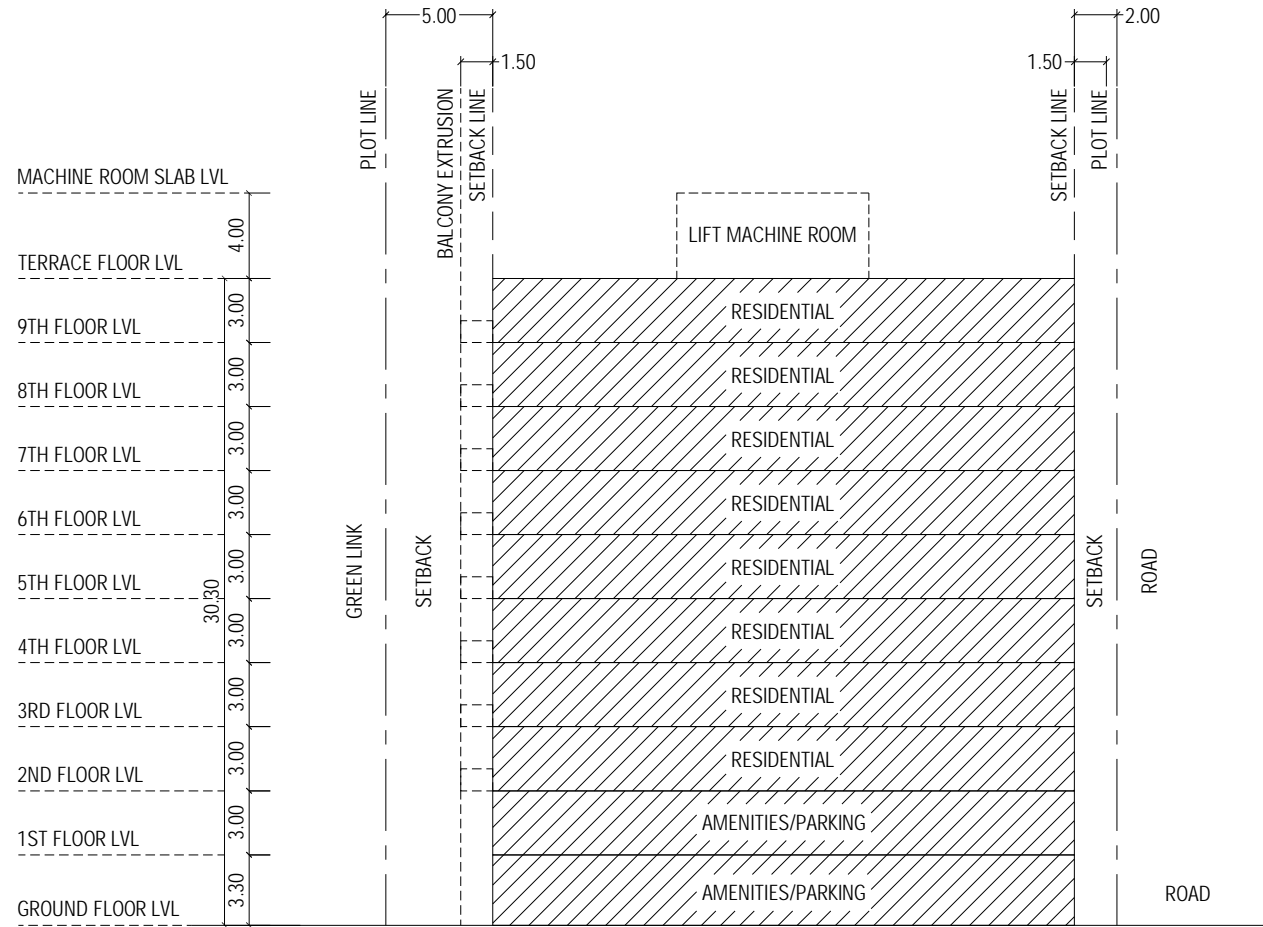 5.00
2.00
1.50
1.50
PLOT LINE
BALCONY EXTRUSION
SETBACK LINE
SETBACK LINE
PLOT LINE
MACHINE ROOM SLAB LVL
4.00
LIFT MACHINE ROOM
TERRACE FLOOR LVL
3.00
RESIDENTIAL
9TH FLOOR LVL
3.00
RESIDENTIAL
8TH FLOOR LVL
3.00
RESIDENTIAL
7TH FLOOR LVL
3.00
RESIDENTIAL
6TH FLOOR LVL
3.00
RESIDENTIAL
5TH FLOOR LVL
30.30
3.00
RESIDENTIAL
4TH FLOOR LVL
3.00
RESIDENTIAL
3RD FLOOR LVL
3.00
RESIDENTIAL
2ND FLOOR LVL
3.00
AMENITIES/PARKING
1ST FLOOR LVL
3.30
AMENITIES/PARKING
GROUND FLOOR LVL
GREEN LINK
SETBACK
SETBACK
ROAD
ROAD